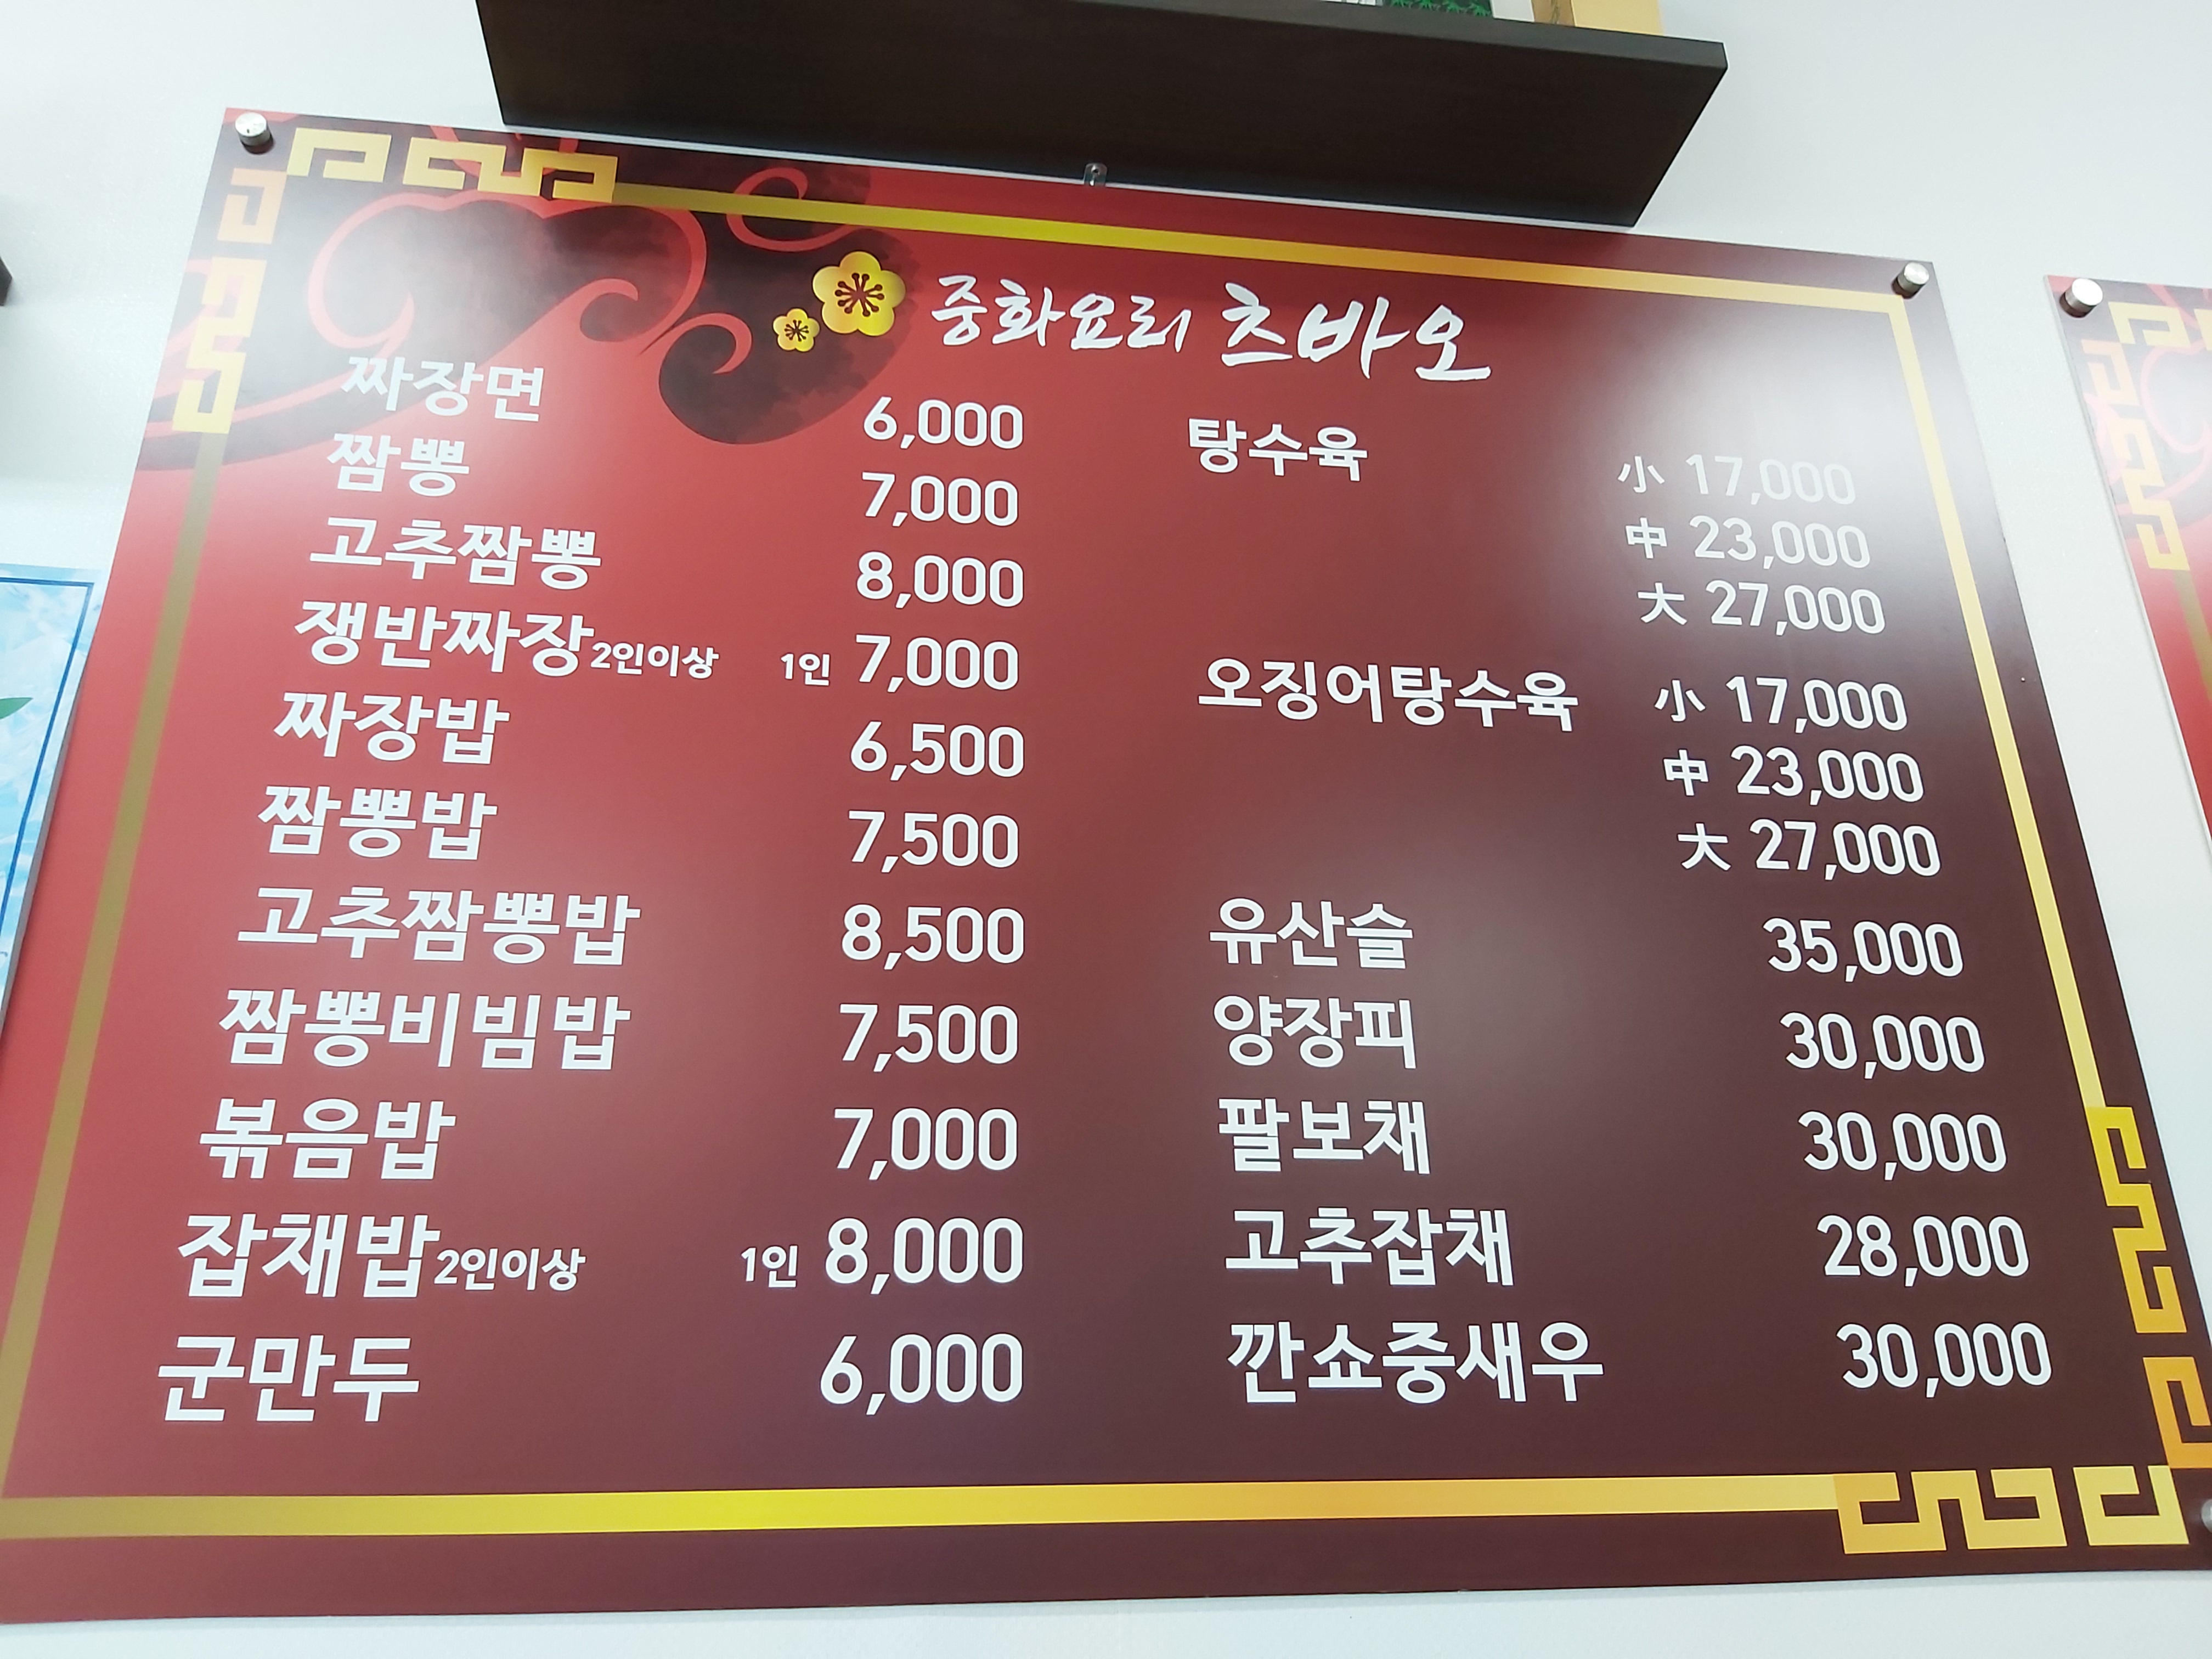 중화요리 츠바오
짜장면 6,000
짬뽕 7,000
고추짬뽕 8,000
쟁반짜장 2인이상 1인 7,000
짜장밥 6,500
짬뽕밥 7,500
고추짬뽕밥 8,500
짬뽕비빔밥 7,500
볶음밥 7,000
잡채밥 2인이상 1인 8,000
군만두 6,000
탕수육 小 17,000
中 23,000
大 27,000
오징어탕수육 小 17,000
中 23,000
大 27,000
유산슬 35,000
양장피 30,000
팔보채 30,000
고추잡채 28,000
깐쇼중새우 30,000